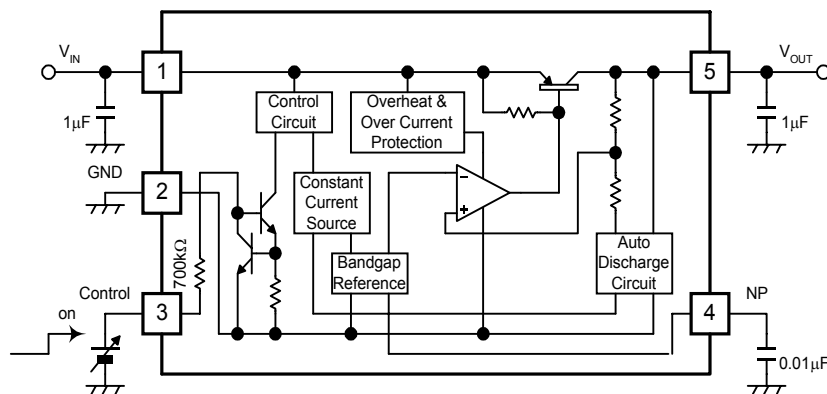 V_IN
1
5
V_OUT
1μF
Control
Circuit
Overheat &
Over Current
Protection
1μF
GND
2
Constant
Current
Source
−
+
700kΩ
Bandgap
Reference
Auto
Discharge
Circuit
Control
on
3
4
NP
0.01μF